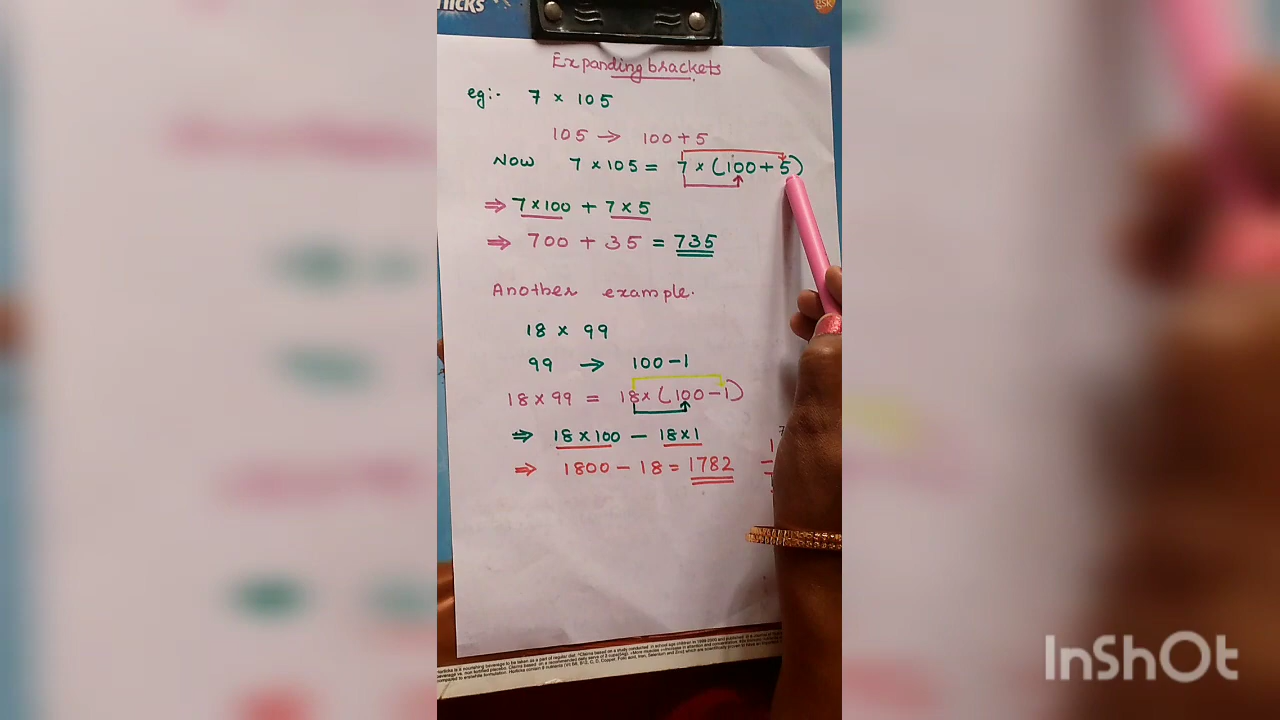 Expanding brackets
eg:- 7 × 105
105 → 100 + 5
Now 7 × 105 = 7 × (100 + 5)
⇒ 7 × 100 + 7 × 5
⇒ 700 + 35 = 735
Another example.
18 × 99
99 → 100 - 1
18 × 99 = 18 × (100 - 1)
⇒ 18 × 100 - 18 × 1
⇒ 1800 - 18 = 1782
gsk
InShOt